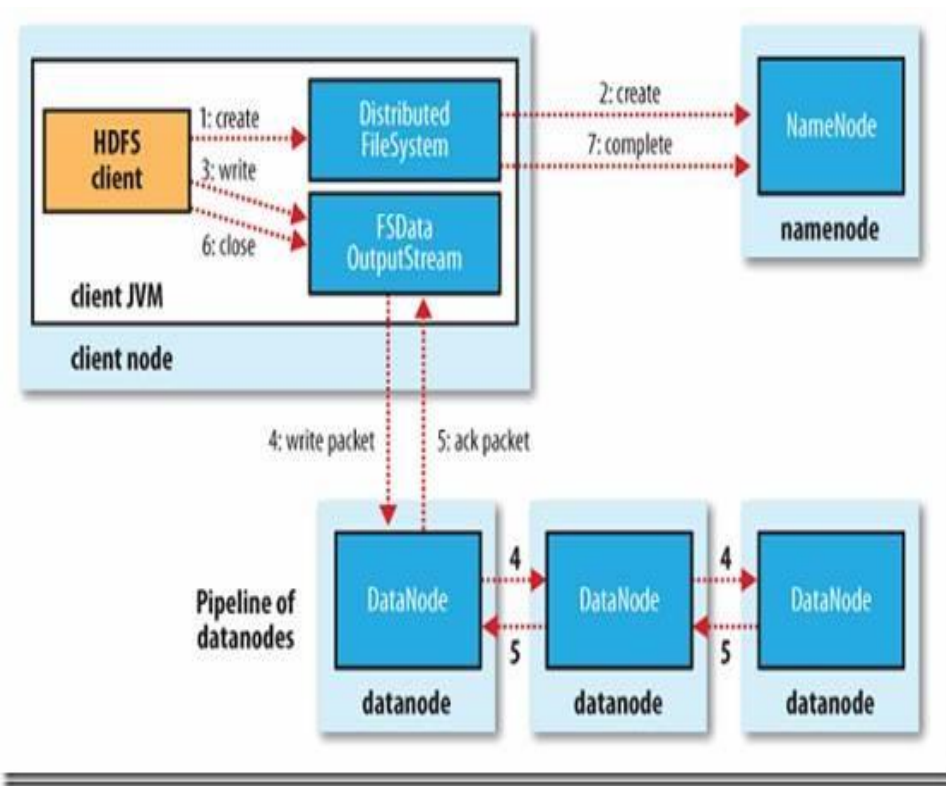 HDFS
client
1: create
3: write
6: close
Distributed
FileSystem
FSData
OutputStream
client JVM
client node
2: create
7: complete
NameNode
namenode
4: write packet
5: ack packet
Pipeline of
datanodes
DataNode
datanode
4
5
DataNode
datanode
4
5
DataNode
datanode